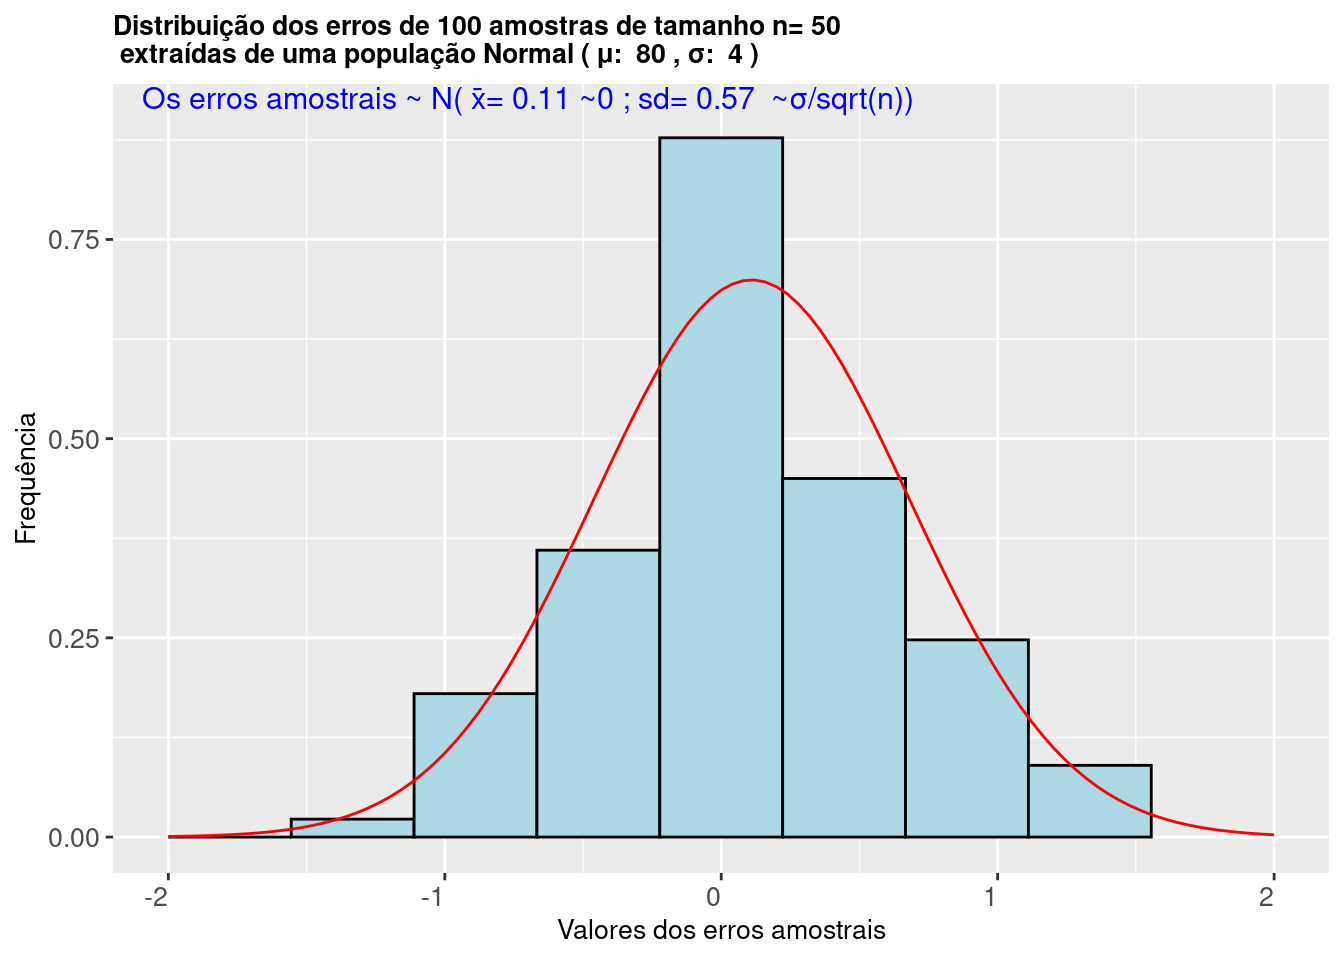 Distribuição dos erros de 100 amostras de tamanho n= 50
extraídas de uma população Normal ( μ:  80 , σ:  4 )
Os erros amostrais ~ N( x̄= 0.11 ~0 ; sd= 0.57  ~σ/sqrt(n))
Frequência
0.75
0.50
0.25
0.00
-2
-1
0
1
2
Valores dos erros amostrais